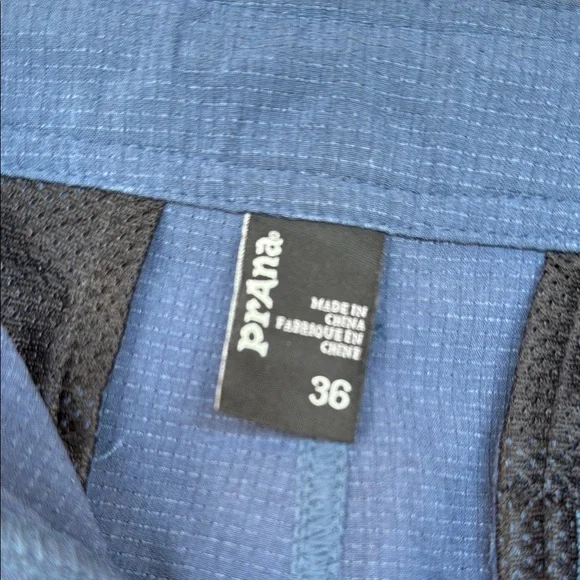 prAna
MADE IN
CHINA
FABRIQUE EN
CHINE
36